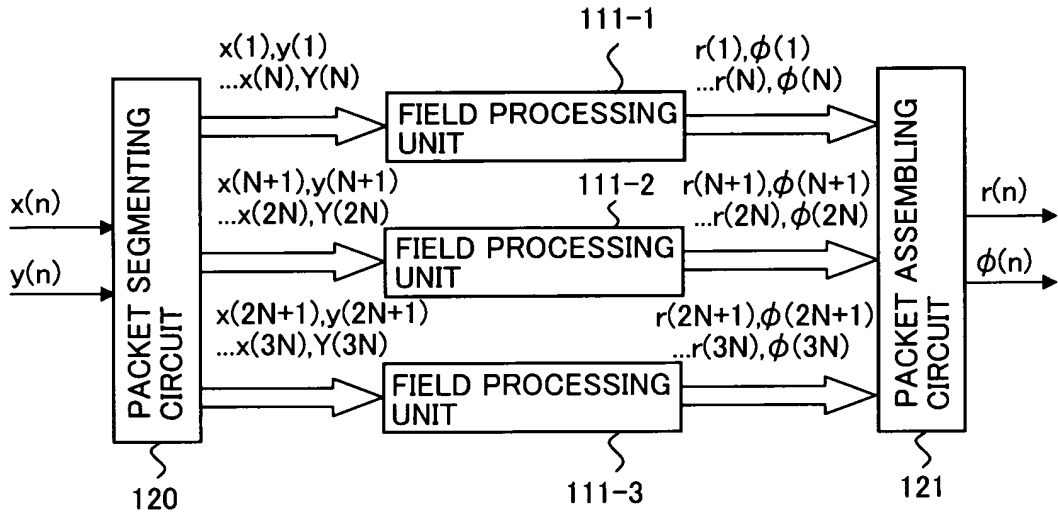 111-1
x(1),y(1)
...x(N),Y(N)
r(1),ϕ(1)
...r(N),ϕ(N)
FIELD PROCESSING
UNIT
111-2
x(N+1),y(N+1)
...x(2N),Y(2N)
r(N+1),ϕ(N+1)
...r(2N),ϕ(2N)
x(n)
y(n)
PACKET SEGMENTING
CIRCUIT
FIELD PROCESSING
UNIT
PACKET ASSEMBLING
CIRCUIT
r(n)
ϕ(n)
x(2N+1),y(2N+1)
...x(3N),Y(3N)
r(2N+1),ϕ(2N+1)
...r(3N),ϕ(3N)
FIELD PROCESSING
UNIT
120
111-3
121